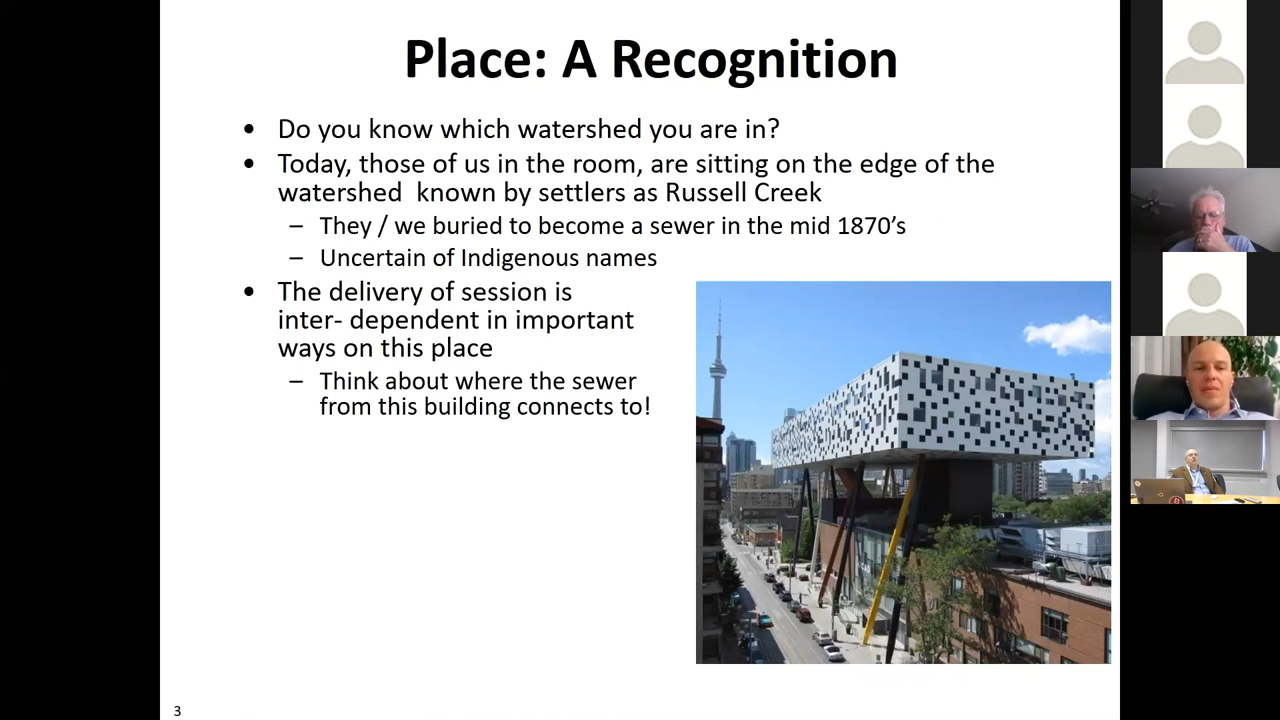 Place: A Recognition
• Do you know which watershed you are in?
• Today, those of us in the room, are sitting on the edge of the
watershed  known by settlers as Russell Creek
– They / we buried to become a sewer in the mid 1870’s
– Uncertain of Indigenous names
• The delivery of session is
inter- dependent in important
ways on this place
– Think about where the sewer
from this building connects to!
3